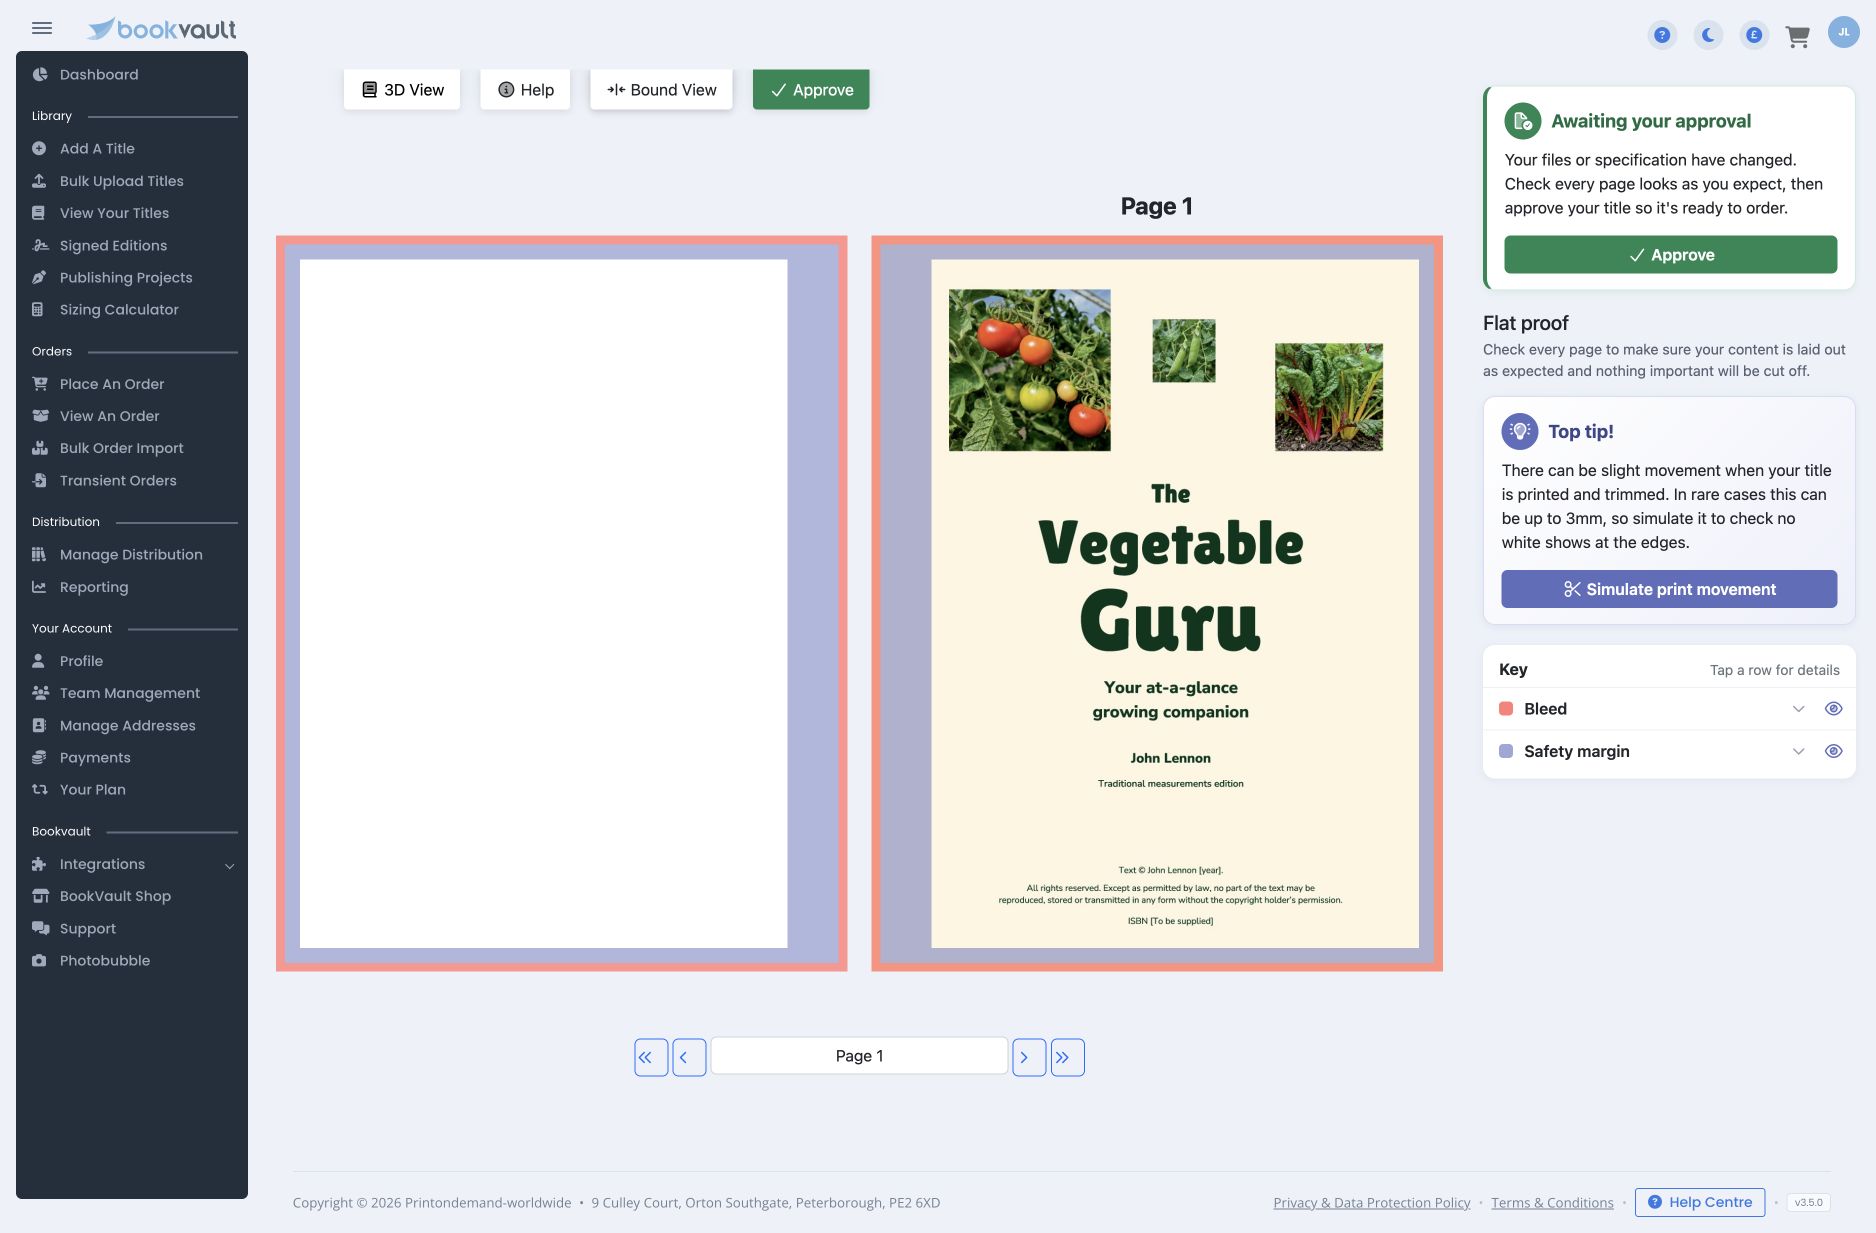 bookvault
JL
Dashboard
Library
Add A Title
Bulk Upload Titles
View Your Titles
Signed Editions
Publishing Projects
Sizing Calculator
Orders
Place An Order
View An Order
Bulk Order Import
Transient Orders
Distribution
Manage Distribution
Reporting
Your Account
Profile
Team Management
Manage Addresses
Payments
Your Plan
Bookvault
Integrations
BookVault Shop
Support
Photobubble
3D View
Help
Bound View
Approve
Page 1
The
Vegetable
Guru
Your at-a-glance
growing companion
John Lennon
Traditional measurements edition
Text © John Lennon [year].
All rights reserved. Except as permitted by law, no part of the text may be
reproduced, stored or transmitted in any form without the copyright holder's permission.
ISBN [To be supplied]
Page 1
Awaiting your approval
Your files or specification have changed.
Check every page looks as you expect, then
approve your title so it's ready to order.
Approve
Flat proof
Check every page to make sure your content is laid out
as expected and nothing important will be cut off.
Top tip!
There can be slight movement when your title
is printed and trimmed. In rare cases this can
be up to 3mm, so simulate it to check no
white shows at the edges.
Simulate print movement
Key
Tap a row for details
Bleed
Safety margin
Copyright © 2026 Printondemand-worldwide • 9 Culley Court, Orton Southgate, Peterborough, PE2 6XD
Privacy & Data Protection Policy • Terms & Conditions • Help Centre • v3.5.0